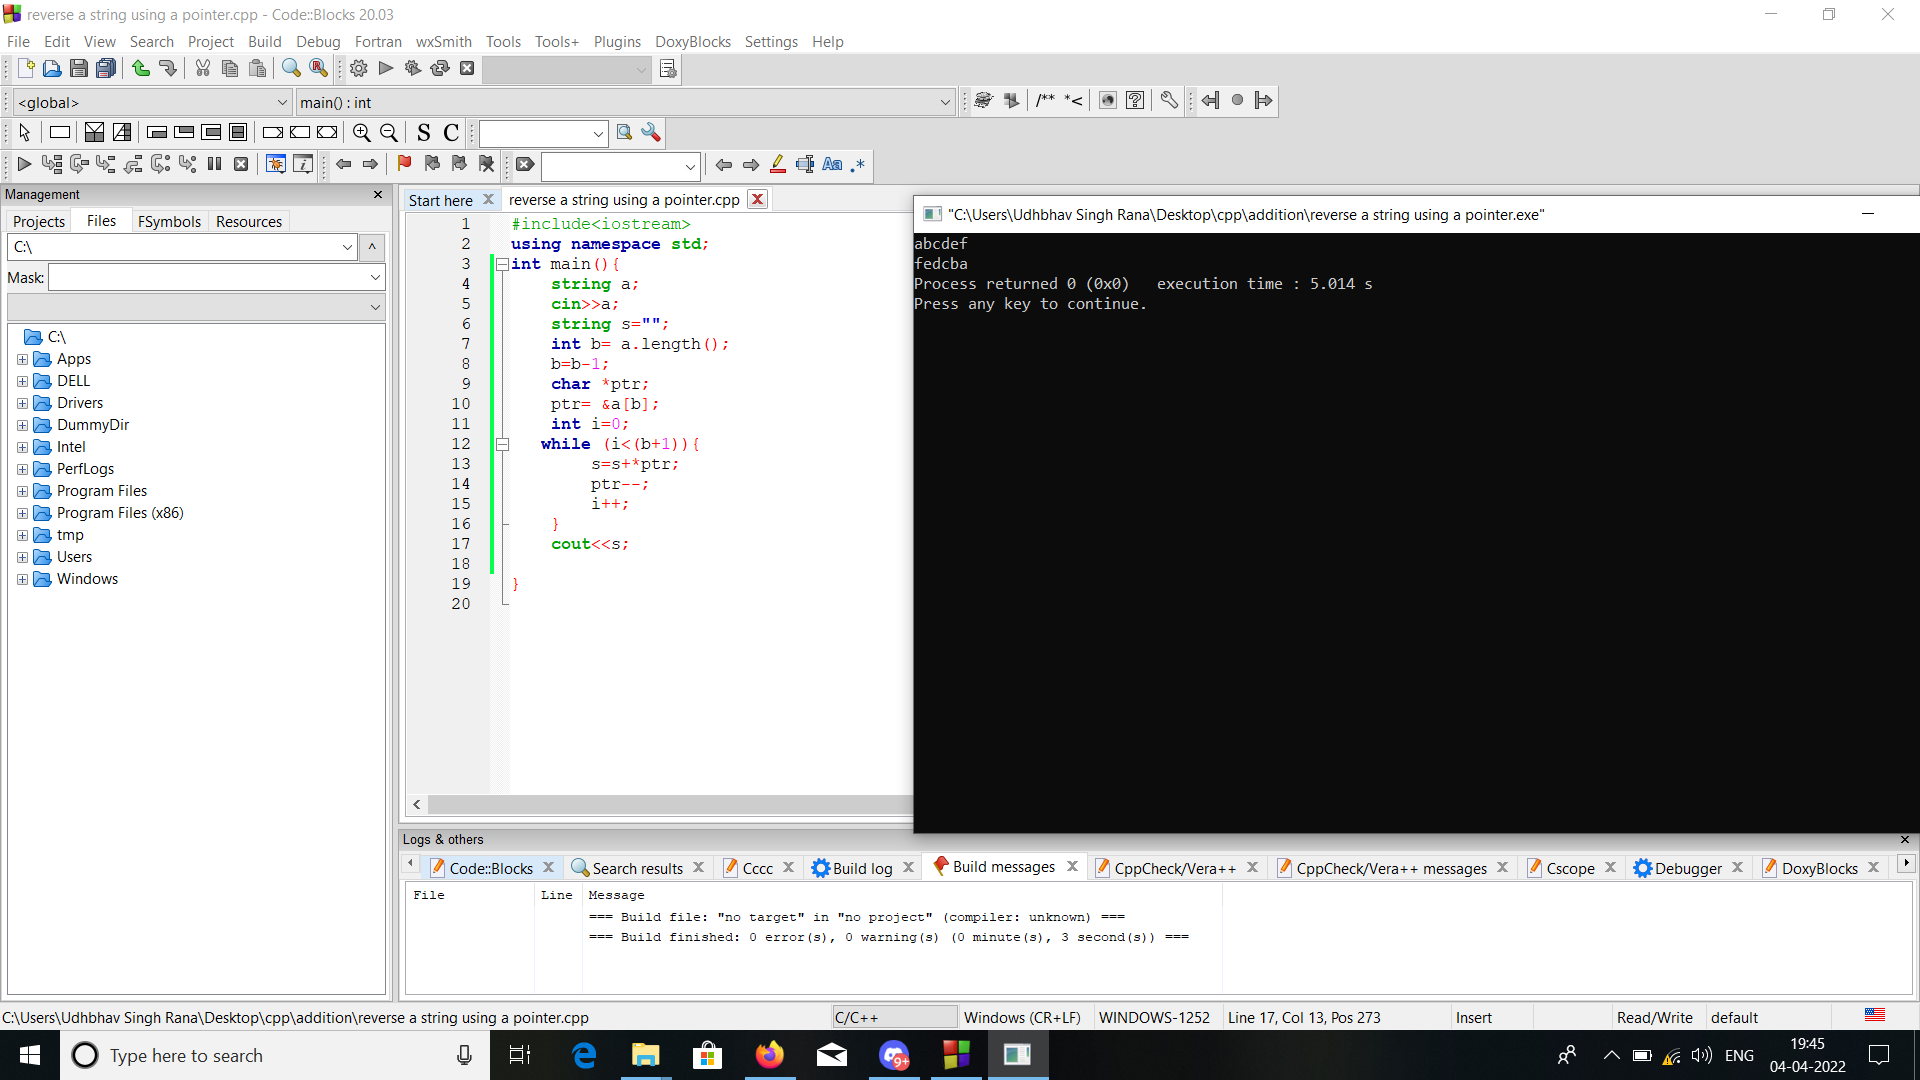 reverse a string using a pointer.cpp - Code::Blocks 20.03
File Edit View Search Project Build Debug Fortran wxSmith Tools Tools+ Plugins DoxyBlocks Settings Help
<global> main() : int
/** *<
S C
Aa .*
Management
Projects Files FSymbols Resources
C:\
^
Mask:
C:\
Apps
DELL
Drivers
DummyDir
Intel
PerfLogs
Program Files
Program Files (x86)
tmp
Users
Windows
Start here reverse a string using a pointer.cpp
1 #include<iostream>
2 using namespace std;
3 int main(){
4 string a;
5 cin>>a;
6 string s="";
7 int b= a.length();
8 b=b-1;
9 char *ptr;
10 ptr= &a[b];
11 int i=0;
12 while (i<(b+1)){
13 s=s+*ptr;
14 ptr--;
15 i++;
16 }
17 cout<<s;
18
19 }
20
"C:\Users\Udhbhav Singh Rana\Desktop\cpp\addition\reverse a string using a pointer.exe"
abcdef
fedcba
Process returned 0 (0x0)   execution time : 5.014 s
Press any key to continue.
Logs & others
Code::Blocks Search results Cccc Build log Build messages CppCheck/Vera++ CppCheck/Vera++ messages Cscope Debugger DoxyBlocks
File Line Message
=== Build file: "no target" in "no project" (compiler: unknown) ===
=== Build finished: 0 error(s), 0 warning(s) (0 minute(s), 3 second(s)) ===
C:\Users\Udhbhav Singh Rana\Desktop\cpp\addition\reverse a string using a pointer.cpp C/C++ Windows (CR+LF) WINDOWS-1252 Line 17, Col 13, Pos 273 Insert Read/Write default
Type here to search
9+
ENG
19:45
04-04-2022